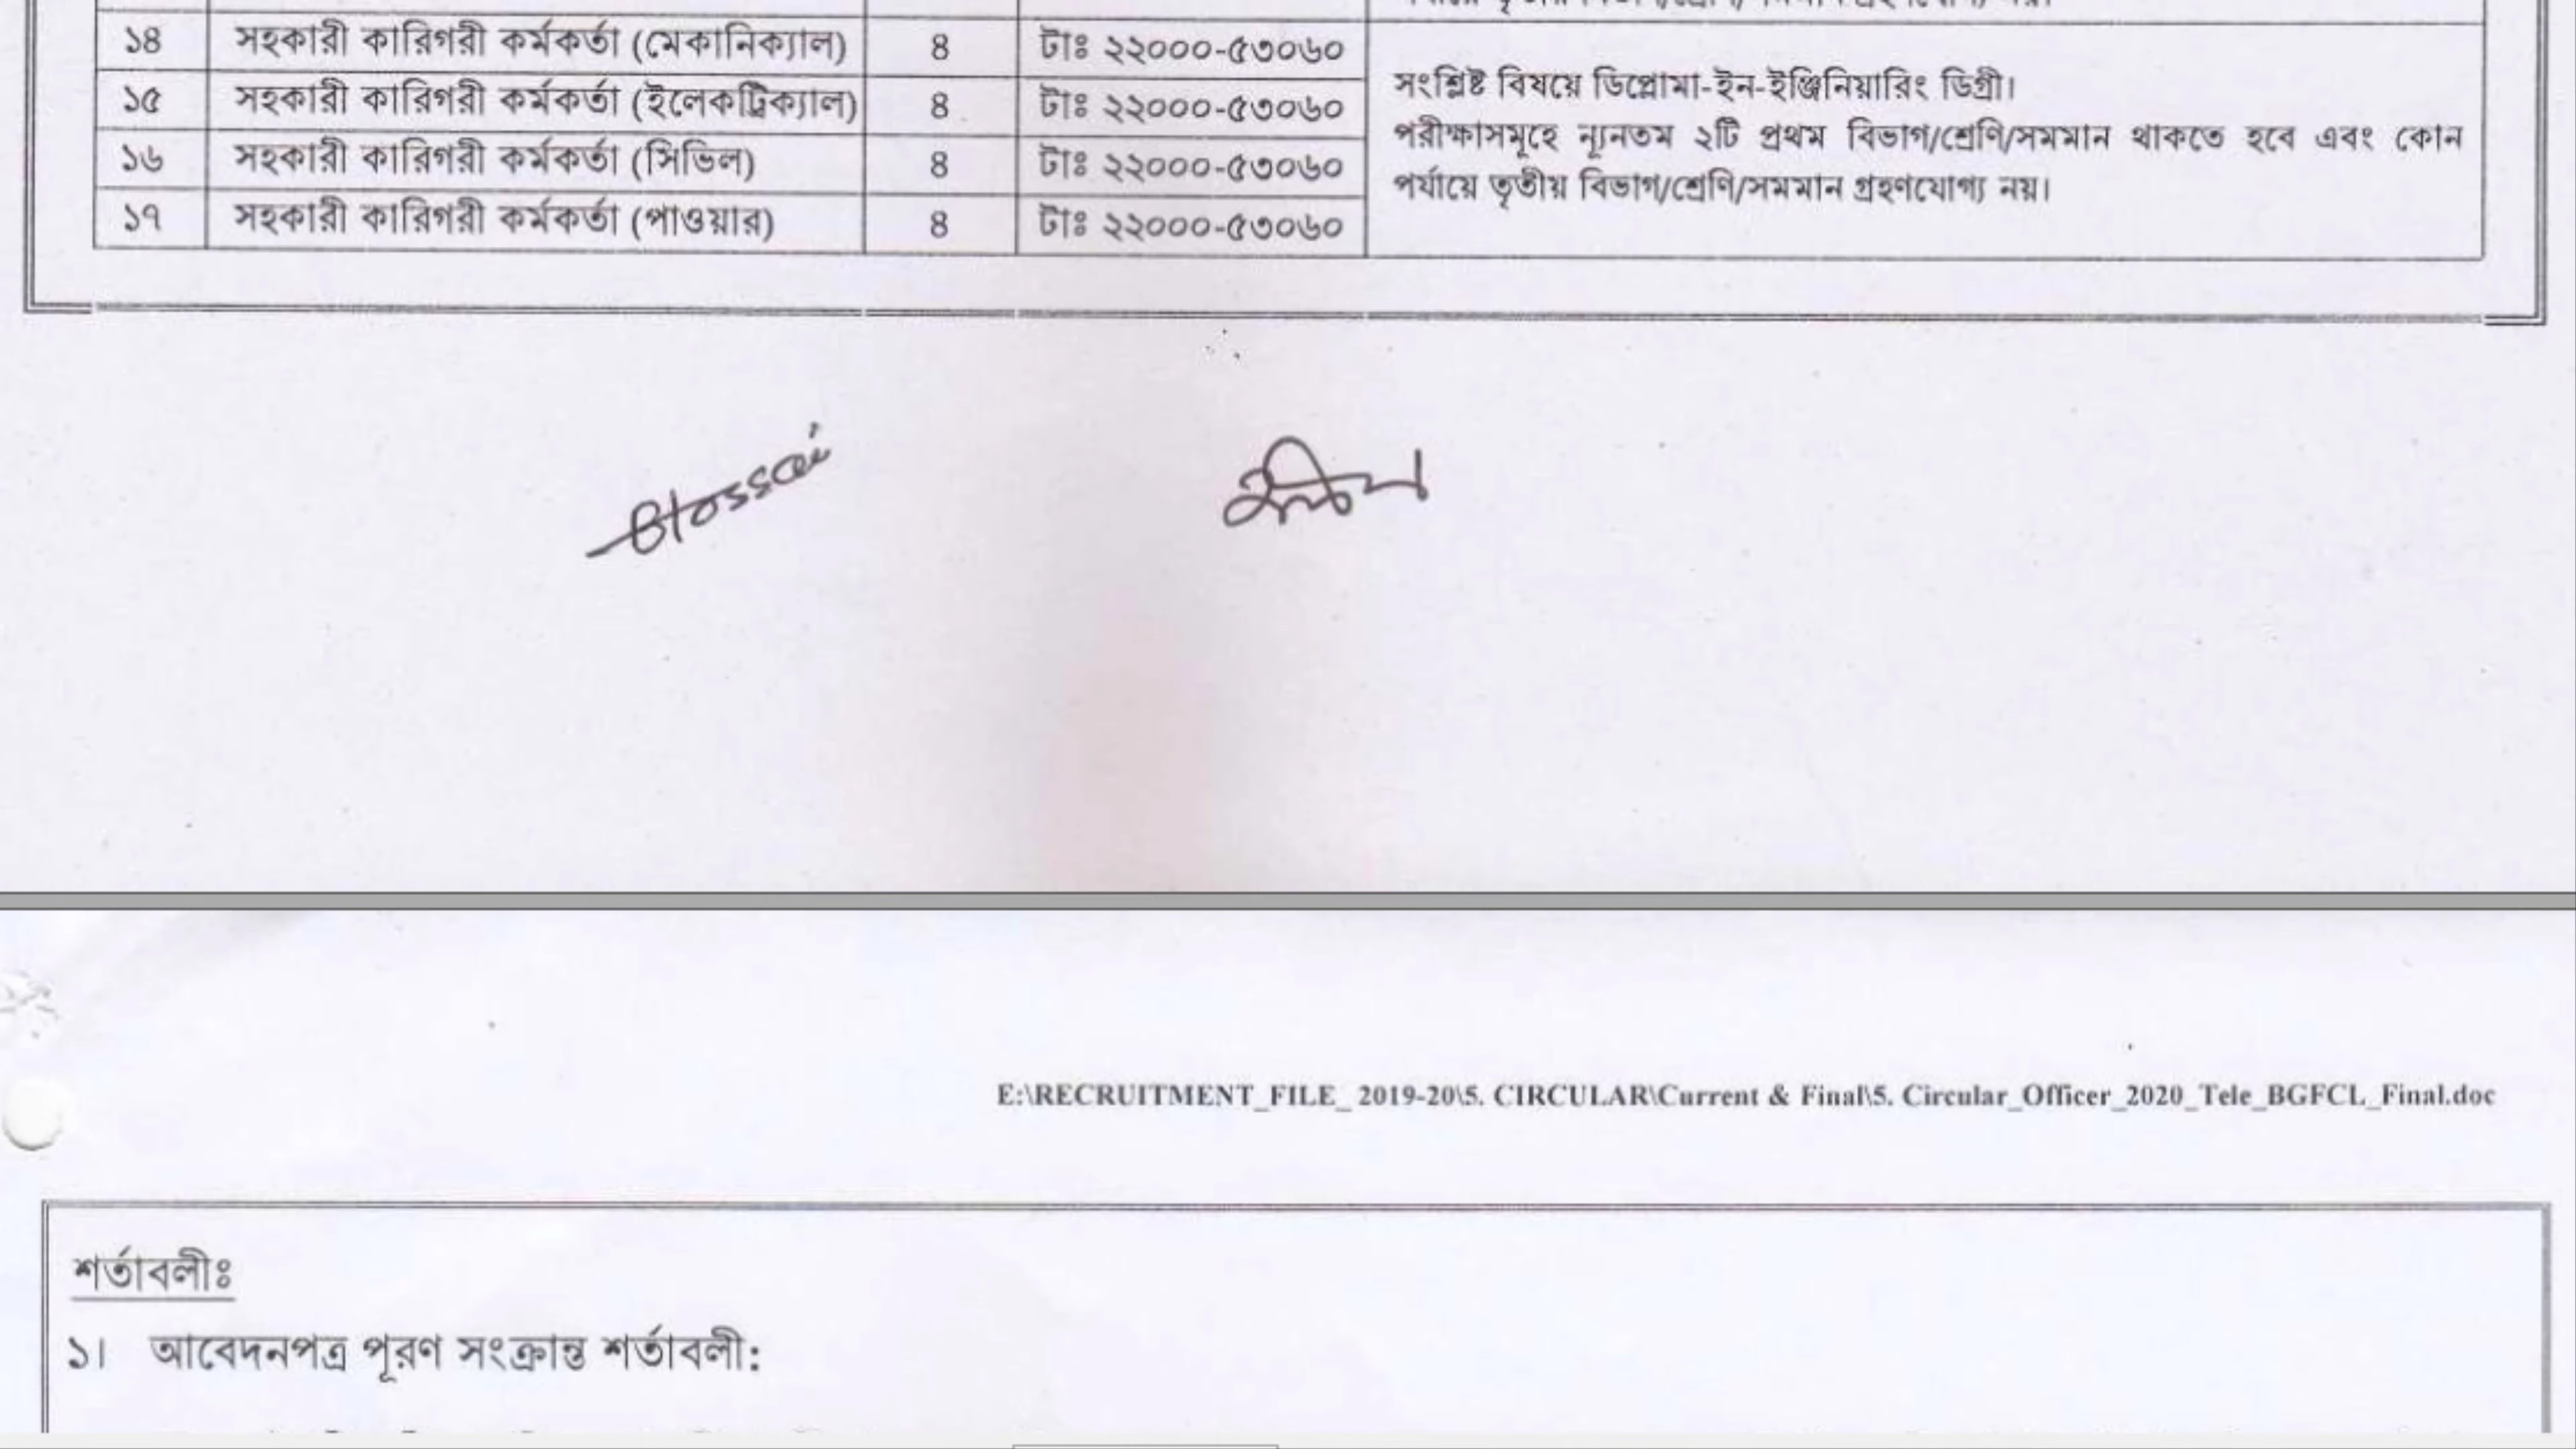 ১৪ সহকারী কারিগরী কর্মকর্তা (মেকানিক্যাল) ৪ টাঃ ২২০০০-৫৩০৬০
১৫ সহকারী কারিগরী কর্মকর্তা (ইলেকট্রিক্যাল) ৪ টাঃ ২২০০০-৫৩০৬০
১৬ সহকারী কারিগরী কর্মকর্তা (সিভিল) ৪ টাঃ ২২০০০-৫৩০৬০
১৭ সহকারী কারিগরী কর্মকর্তা (পাওয়ার) ৪ টাঃ ২২০০০-৫৩০৬০
সংশ্লিষ্ট বিষয়ে ডিপ্লোমা-ইন-ইঞ্জিনিয়ারিং ডিগ্রী।
পরীক্ষাসমূহে ন্যূনতম ২টি প্রথম বিভাগ/শ্রেণি/সমমান থাকতে হবে এবং কোন
পর্যায়ে তৃতীয় বিভাগ/শ্রেণি/সমমান গ্রহণযোগ্য নয়।
E:\RECRUITMENT_FILE_ 2019-20\5. CIRCULAR\Current & Final\5. Circular_Officer_2020_Tele_BGFCL_Final.doc
শর্তাবলীঃ
১। আবেদনপত্র পূরণ সংক্রান্ত শর্তাবলী: